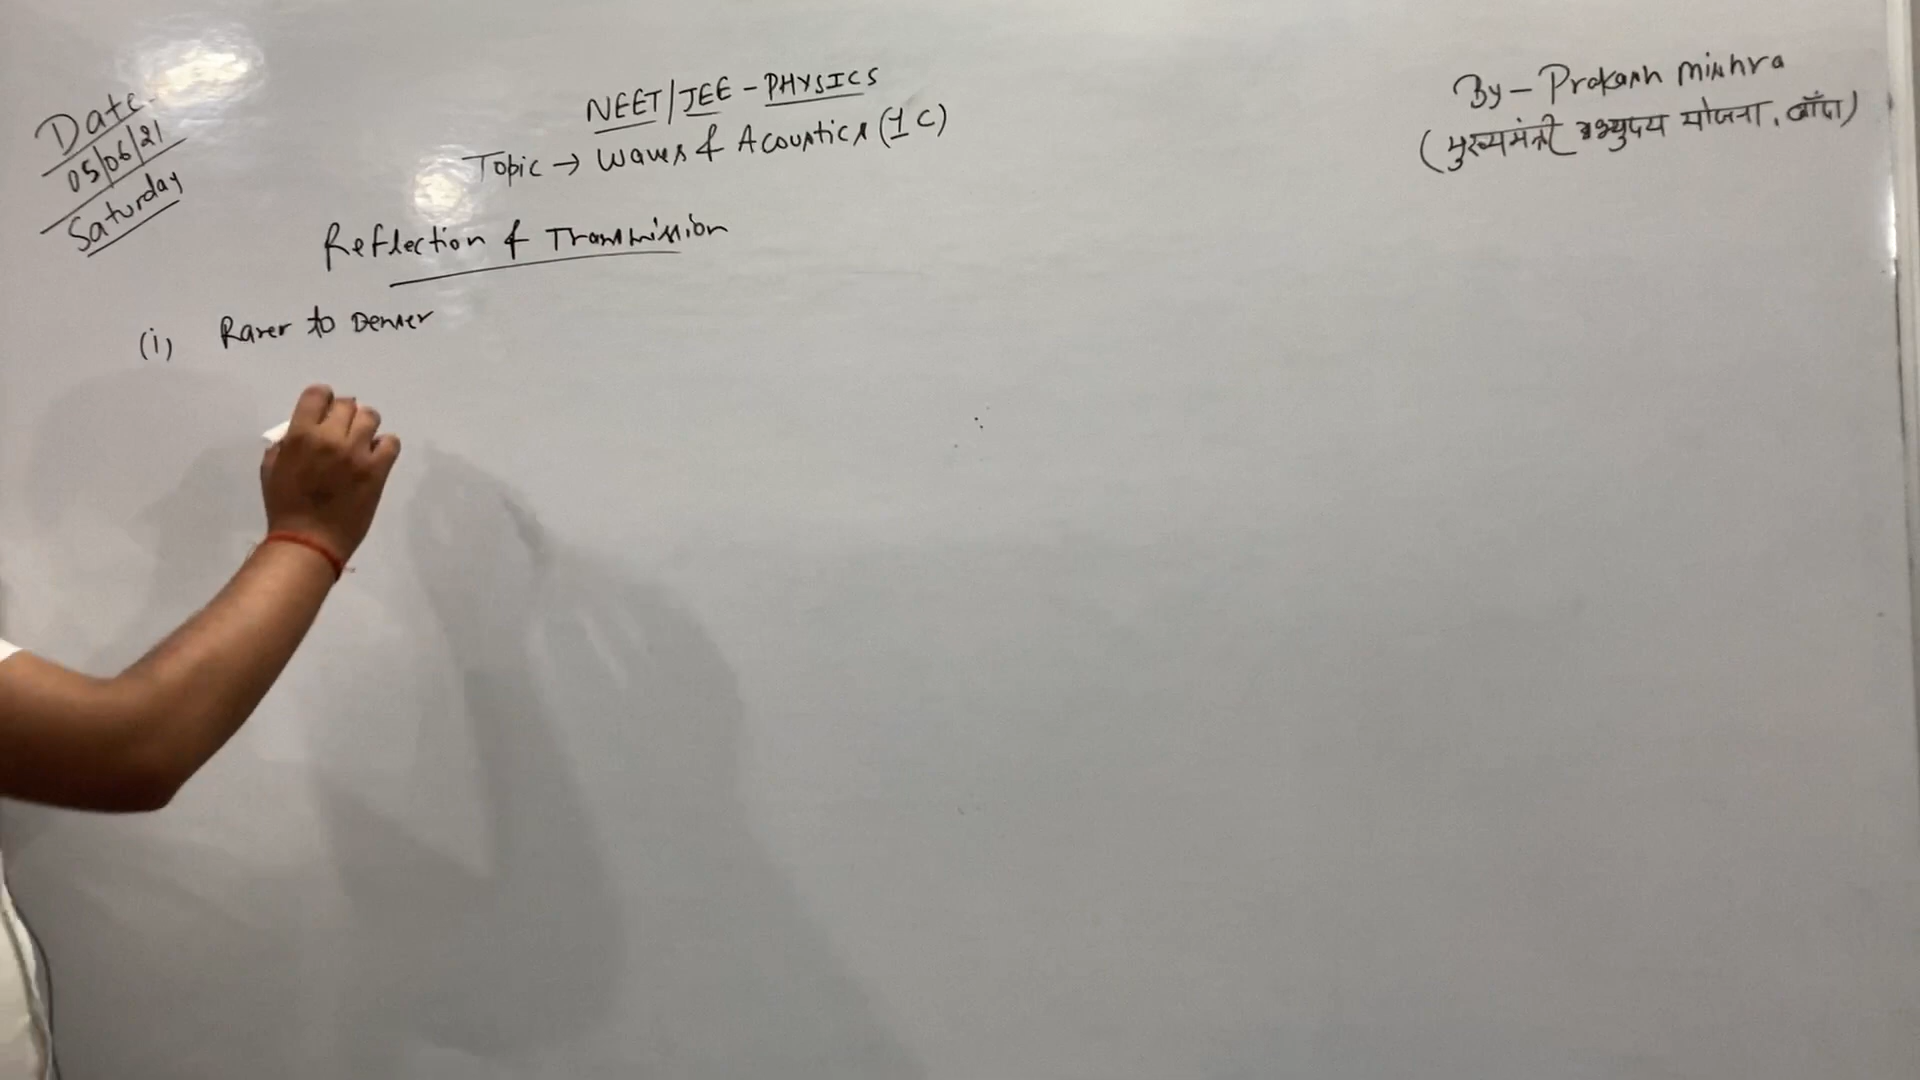 Date
05/06/21
Saturday
NEET/JEE - PHYSICS
Topic → Waves & Acoustics (1C)
By - Prakash Mishra
(मुख्यमंत्री अभ्युदय योजना, बाँदा)
Reflection & Transmission
(i) Rarer to Denser